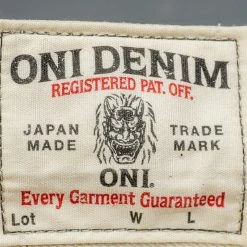 ONI DENIM
REGISTERED PAT. OFF.
JAPAN TRADE
MADE MARK
ONI®
Every Garment Guaranteed
Lot W L